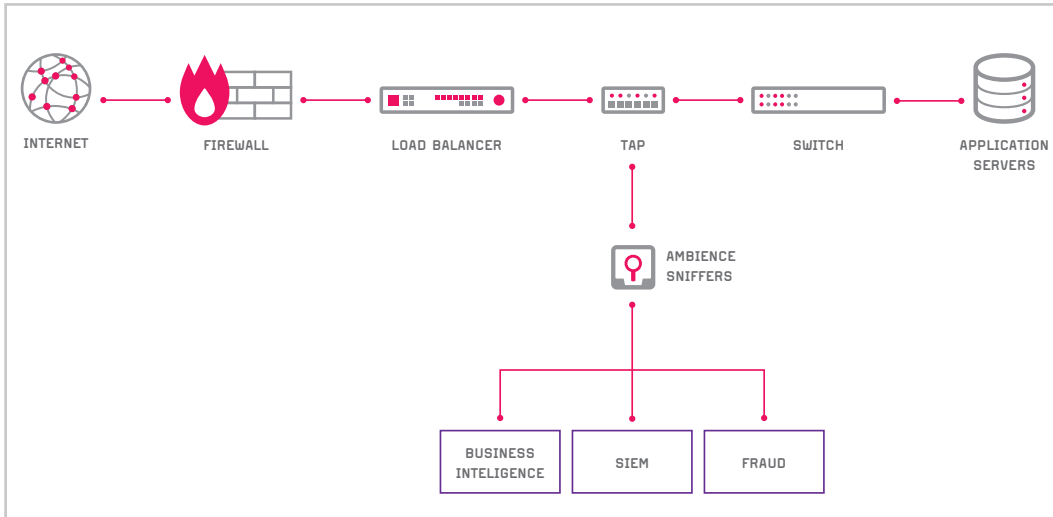 INTERNET
FIREWALL
LOAD BALANCER
TAP
SWITCH
APPLICATION
SERVERS
AMBIENCE
SNIFFERS
BUSINESS
INTELIGENCE
SIEM
FRAUD